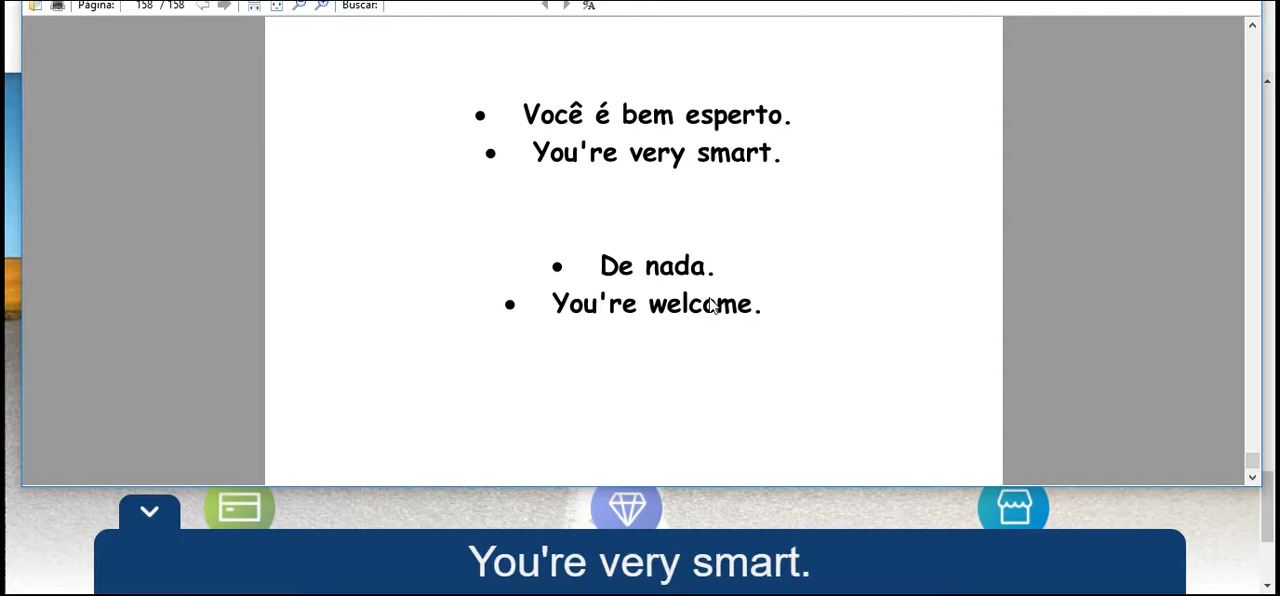 Página: 158 / 158 Buscar:
• Você é bem esperto.
• You're very smart.
• De nada.
• You're welcome.
You're very smart.